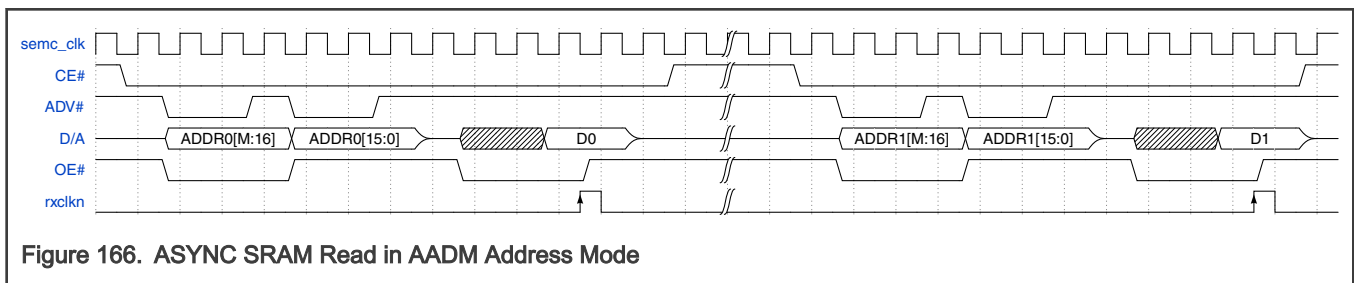 semc_clk
CE#
ADV#
D/A ADDR0[M:16] ADDR0[15:0] D0 ADDR1[M:16] ADDR1[15:0] D1
OE#
rxclkn
Figure 166. ASYNC SRAM Read in AADM Address Mode